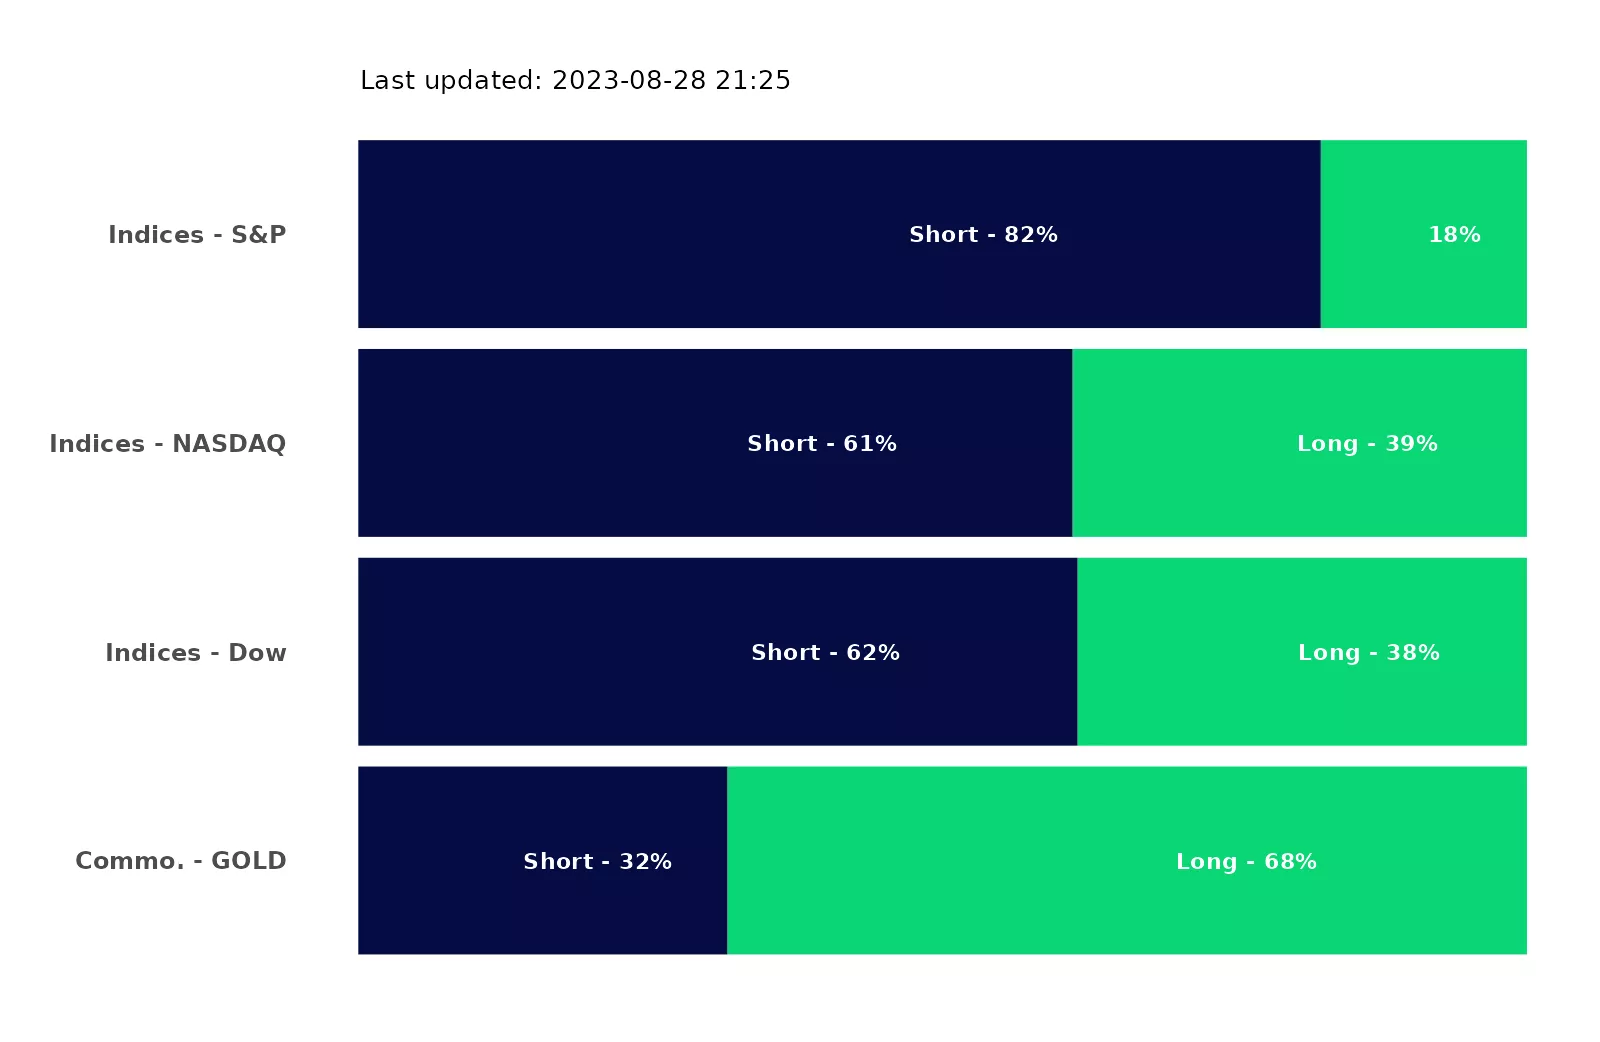 Last updated: 2023-08-28 21:25
Indices - S&P Short - 82% 18%
Indices - NASDAQ Short - 61% Long - 39%
Indices - Dow Short - 62% Long - 38%
Commo. - GOLD Short - 32% Long - 68%